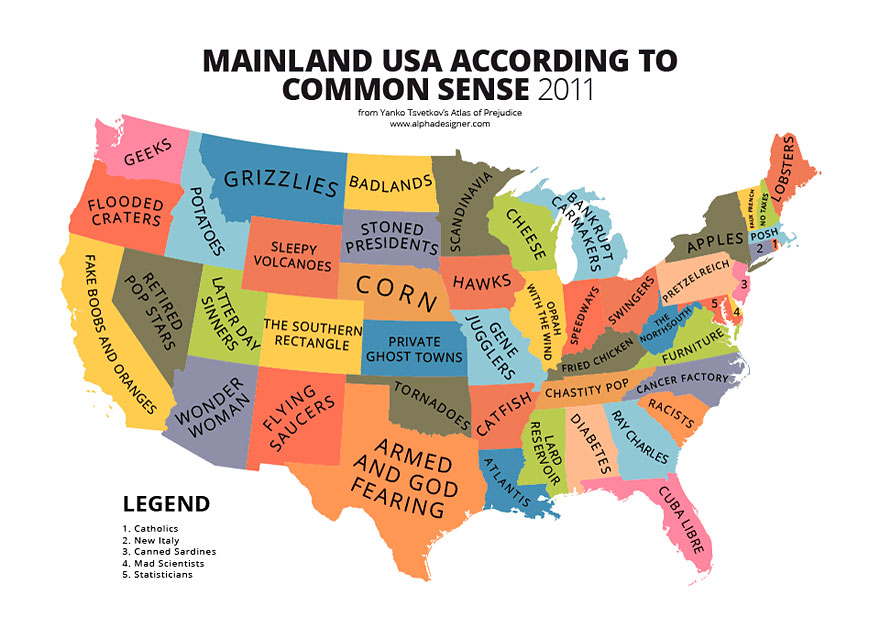 MAINLAND USA ACCORDING TO
COMMON SENSE 2011
from Yanko Tsvetkov's Atlas of Prejudice
www.alphadesigner.com
GEEKS
FLOODED
CRATERS
POTATOES
GRIZZLIES
BADLANDS
SCANDINAVIA
STONED
PRESIDENTS
SLEEPY
VOLCANOES
CORN
HAWKS
CHEESE
BANKRUPT
CARMAKERS
APPLES
FAUX FRENCH
NO TAXES
LOBSTERS
POSH
1
2
3
4
5
PRETZELREICH
FAKE BOOBS AND ORANGES
RETIRED
POP STARS
LATTER DAY
SINNERS
THE SOUTHERN
RECTANGLE
PRIVATE
GHOST TOWNS
GENE
JUGGLERS
OPRAH
WITH THE WIND
SPEEDWAYS
SWINGERS
THE
NORTHSOUTH
FURNITURE
FRIED CHICKEN
CHASTITY POP
CANCER FACTORY
RACISTS
WONDER
WOMAN
FLYING
SAUCERS
TORNADOES
CATFISH
ARMED
AND GOD
FEARING
ATLANTIS
LARD
RESERVOIR
DIABETES
RAY CHARLES
CUBA LIBRE
LEGEND
1. Catholics
2. New Italy
3. Canned Sardines
4. Mad Scientists
5. Statisticians